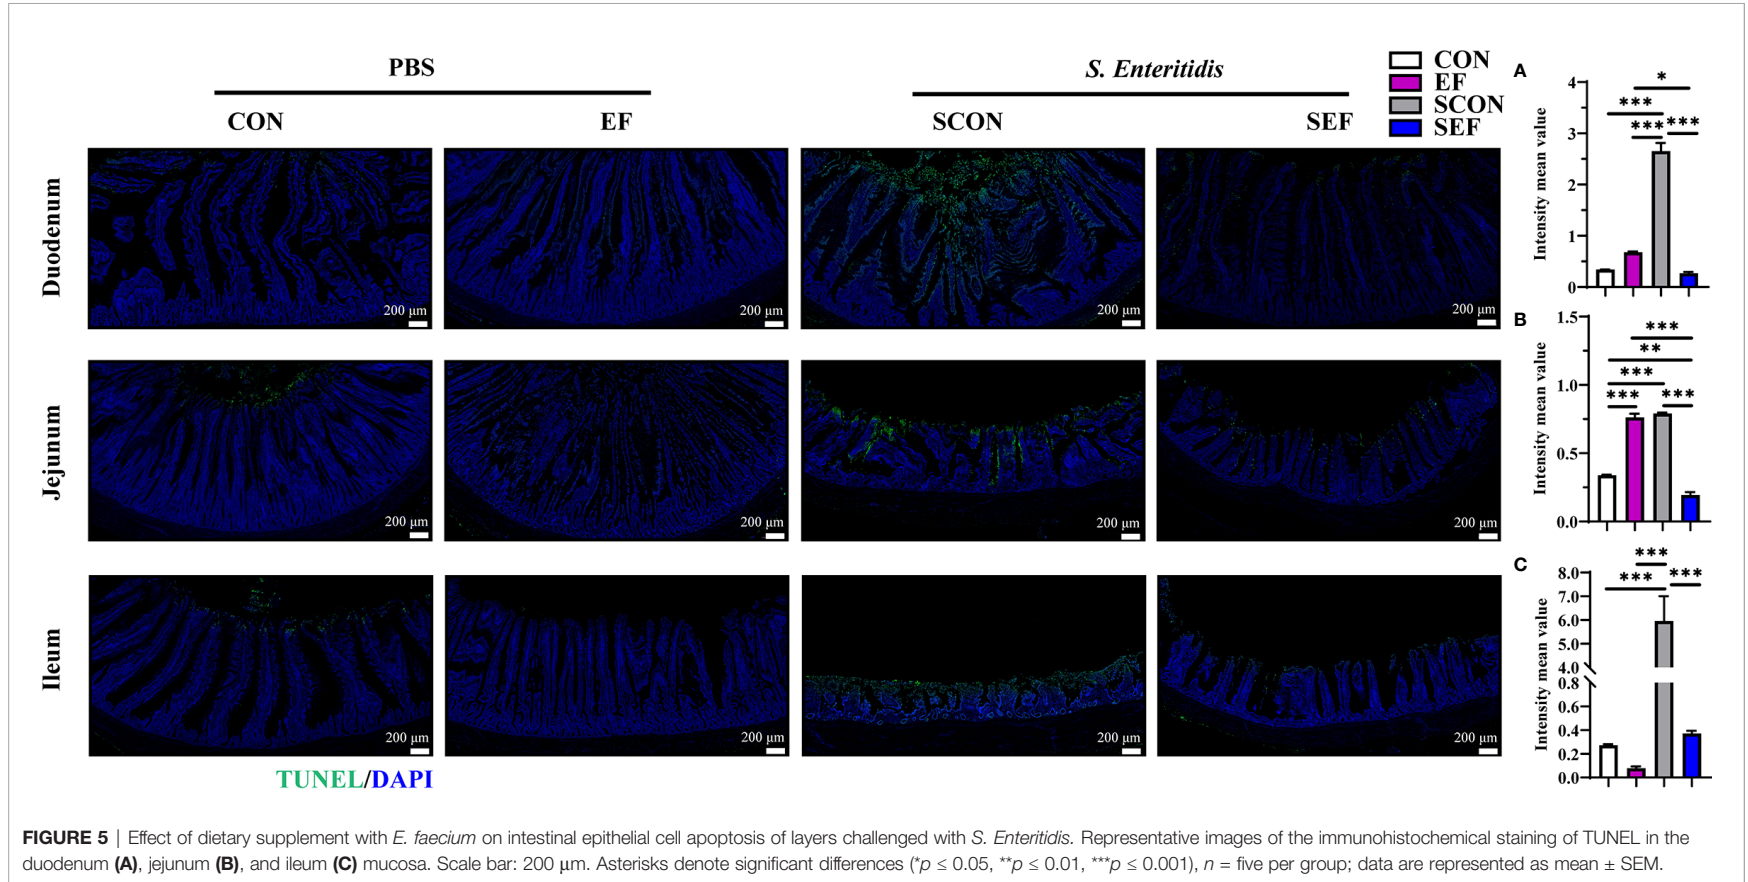 PBS
S. Enteritidis
CON
EF
SCON
SEF
CON
EF
SCON
SEF
Duodenum
200 μm
200 μm
200 μm
200 μm
Jejunum
200 μm
200 μm
200 μm
200 μm
Ileum
200 μm
200 μm
200 μm
200 μm
TUNEL/DAPI
A
Intensity mean value
4
3
2
1
0
*
***
***
***
B
Intensity mean value
1.5
1.0
0.5
0.0
***
**
***
***
***
C
Intensity mean value
8.0
7.0
6.0
5.0
4.0
0.8
0.6
0.4
0.2
0.0
***
***
***
FIGURE 5 | Effect of dietary supplement with E. faecium on intestinal epithelial cell apoptosis of layers challenged with S. Enteritidis. Representative images of the immunohistochemical staining of TUNEL in the
duodenum (A), jejunum (B), and ileum (C) mucosa. Scale bar: 200 μm. Asterisks denote significant differences (*p ≤ 0.05, **p ≤ 0.01, ***p ≤ 0.001), n = five per group; data are represented as mean ± SEM.